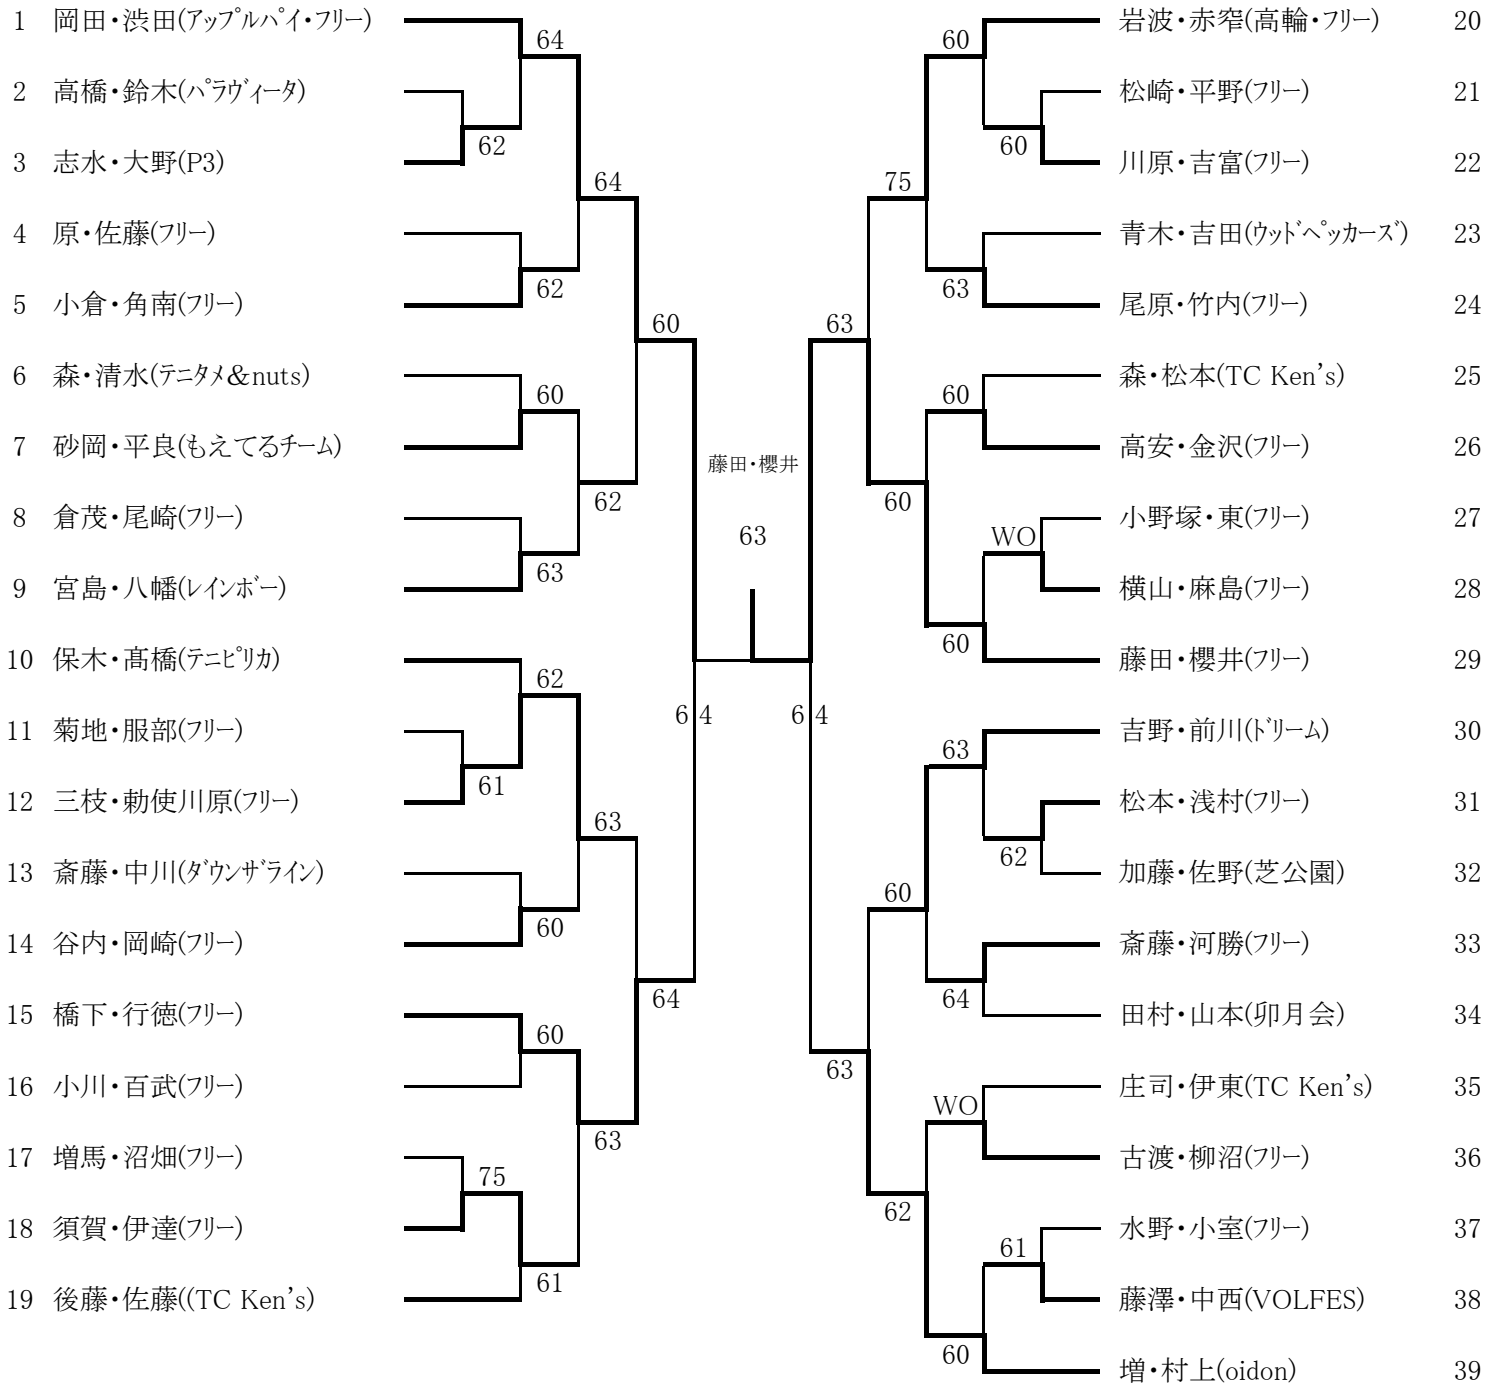 1 岡田・渋田(アップルパイ・フリー)
64
2 高橋・鈴木(パラヴィータ)
62
3 志水・大野(P3)
64
4 原・佐藤(フリー)
62
5 小倉・角南(フリー)
60
6 森・清水(テニタメ&nuts)
60
7 砂岡・平良(もえてるチーム)
62
8 倉茂・尾崎(フリー)
63
9 宮島・八幡(レインボー)
10 保木・髙橋(テニピリカ)
62
11 菊地・服部(フリー)
61
12 三枝・勅使川原(フリー)
63
13 斎藤・中川(ダウンザライン)
60
14 谷内・岡崎(フリー)
64
15 橋下・行徳(フリー)
60
16 小川・百武(フリー)
63
17 増馬・沼畑(フリー)
75
18 須賀・伊達(フリー)
61
19 後藤・佐藤((TC Ken's)
藤田・櫻井
63
64
64
岩波・赤窄(高輪・フリー) 20
60
松崎・平野(フリー) 21
60
川原・吉富(フリー) 22
75
青木・吉田(ウッドペッカーズ) 23
63
尾原・竹内(フリー) 24
63
森・松本(TC Ken's) 25
60
高安・金沢(フリー) 26
60
小野塚・東(フリー) 27
WO
横山・麻島(フリー) 28
60
藤田・櫻井(フリー) 29
吉野・前川(ドリーム) 30
63
松本・浅村(フリー) 31
62
加藤・佐野(芝公園) 32
60
斎藤・河勝(フリー) 33
64
田村・山本(卯月会) 34
63
庄司・伊東(TC Ken's) 35
WO
古渡・柳沼(フリー) 36
62
水野・小室(フリー) 37
61
藤澤・中西(VOLFES) 38
60
増・村上(oidon) 39